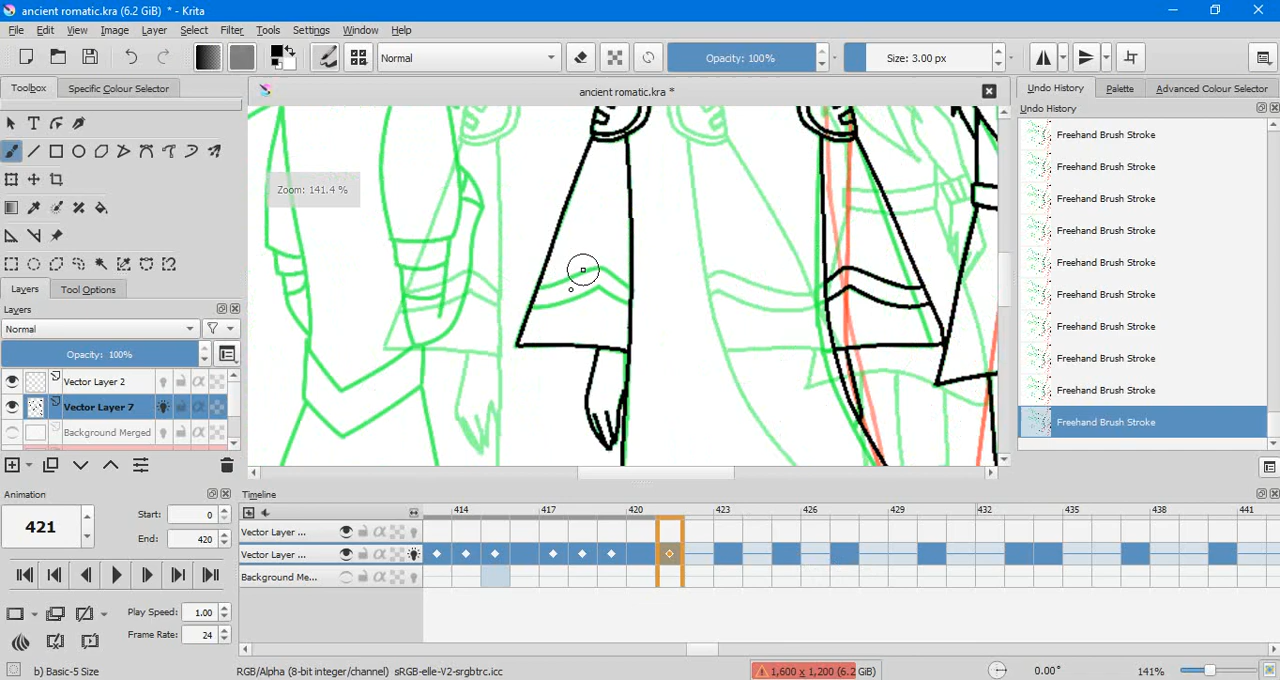 ancient romatic.kra (6.2 GiB) * - Krita
File Edit View Image Layer Select Filter Tools Settings Window Help
Normal Opacity: 100% Size: 3.00 px
Toolbox Specific Colour Selector
ancient romatic.kra *
Undo History Palette Advanced Colour Selector
Undo History
Zoom: 141.4 %
Freehand Brush Stroke
Freehand Brush Stroke
Freehand Brush Stroke
Freehand Brush Stroke
Freehand Brush Stroke
Freehand Brush Stroke
Freehand Brush Stroke
Freehand Brush Stroke
Freehand Brush Stroke
Freehand Brush Stroke
Layers Tool Options
Layers
Normal
Opacity: 100%
Vector Layer 2
Vector Layer 7
Background Merged
Animation
421
Start: 0
End: 420
Play Speed: 1.00
Frame Rate: 24
Timeline
414 417 420 423 426 429 432 435 438 441
Vector Layer ...
Vector Layer ...
Background Me...
b) Basic-5 Size
RGB/Alpha (8-bit integer/channel) sRGB-elle-V2-srgbtrc.icc
1,600 x 1,200 (6.2 GiB)
0.00°
141%